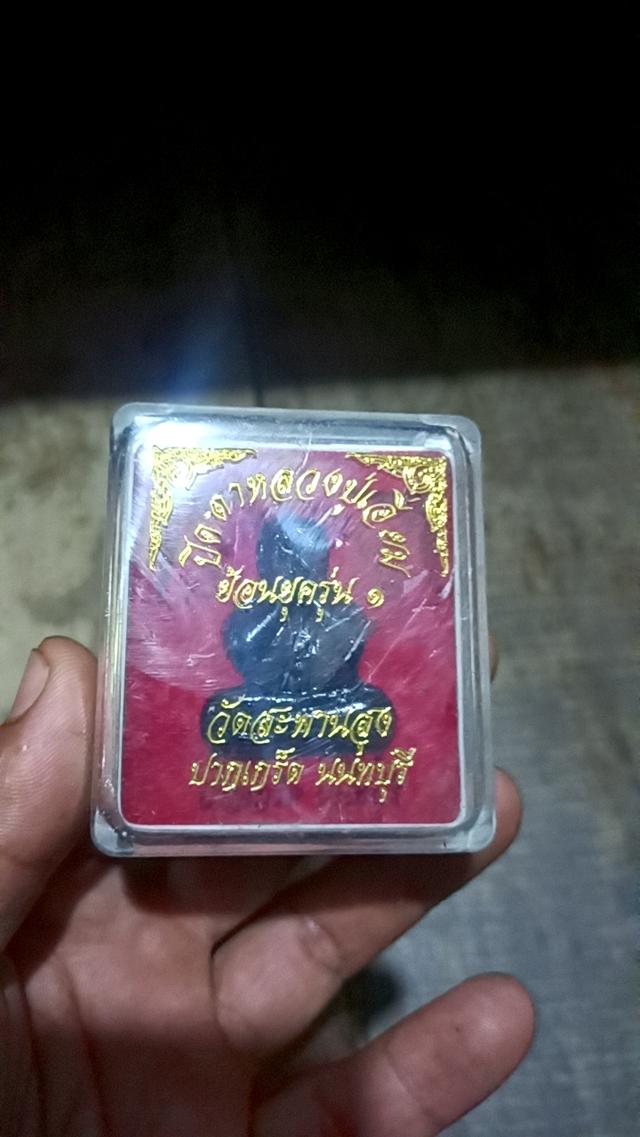 ปิดตาหลวงปู่เอี่ยม
ย้อนยุครุ่น ๑
วัดสะพานสูง
ปากเกร็ด นนทบุรี